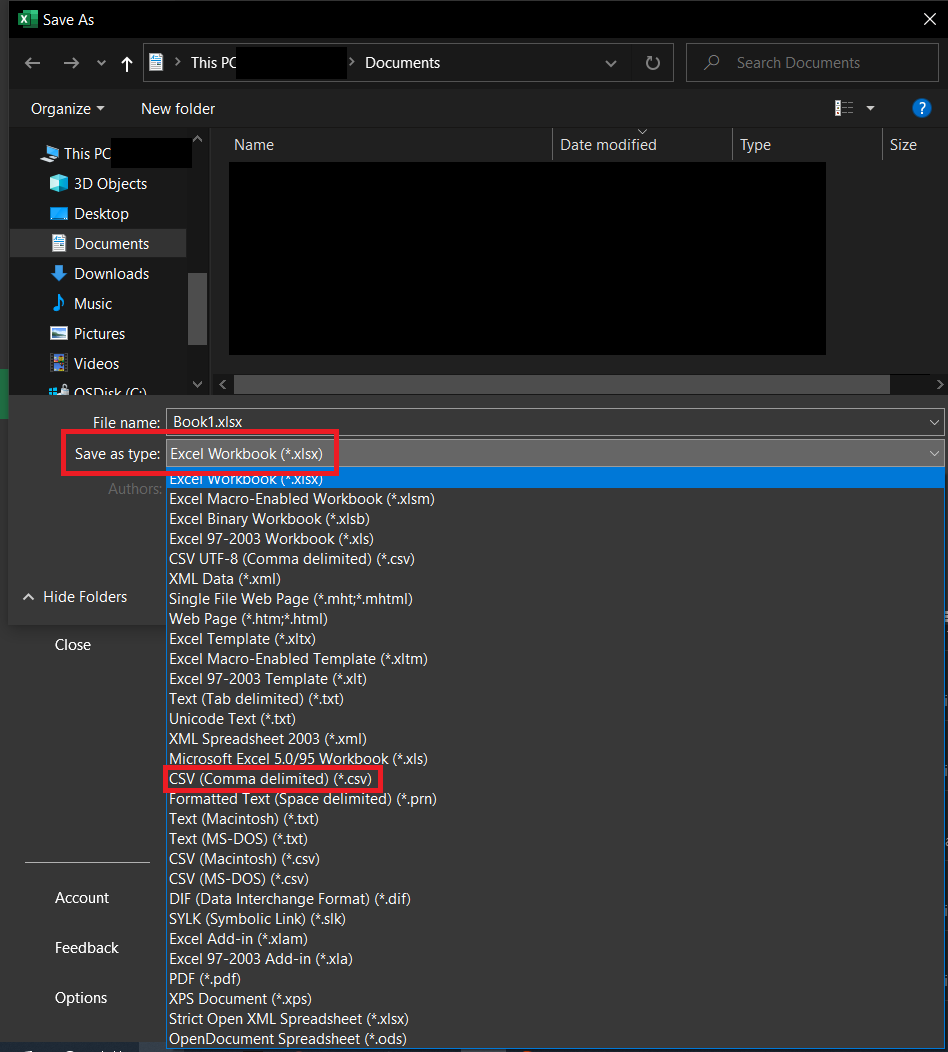 Save As
This PC
Documents
Search Documents
Organize
New folder
?
Name
Date modified
Type
Size
This PC
3D Objects
Desktop
Documents
Downloads
Music
Pictures
Videos
OSDisk (C:)
File name:
Book1.xlsx
Save as type:
Excel Workbook (*.xlsx)
Authors:
Excel Workbook (*.xlsx)
Excel Macro-Enabled Workbook (*.xlsm)
Excel Binary Workbook (*.xlsb)
Excel 97-2003 Workbook (*.xls)
CSV UTF-8 (Comma delimited) (*.csv)
XML Data (*.xml)
Single File Web Page (*.mht;*.mhtml)
Web Page (*.htm;*.html)
Excel Template (*.xltx)
Excel Macro-Enabled Template (*.xltm)
Excel 97-2003 Template (*.xlt)
Text (Tab delimited) (*.txt)
Unicode Text (*.txt)
XML Spreadsheet 2003 (*.xml)
Microsoft Excel 5.0/95 Workbook (*.xls)
CSV (Comma delimited) (*.csv)
Formatted Text (Space delimited) (*.prn)
Text (Macintosh) (*.txt)
Text (MS-DOS) (*.txt)
CSV (Macintosh) (*.csv)
CSV (MS-DOS) (*.csv)
DIF (Data Interchange Format) (*.dif)
SYLK (Symbolic Link) (*.slk)
Excel Add-in (*.xlam)
Excel 97-2003 Add-in (*.xla)
PDF (*.pdf)
XPS Document (*.xps)
Strict Open XML Spreadsheet (*.xlsx)
OpenDocument Spreadsheet (*.ods)
Hide Folders
Close
Account
Feedback
Options